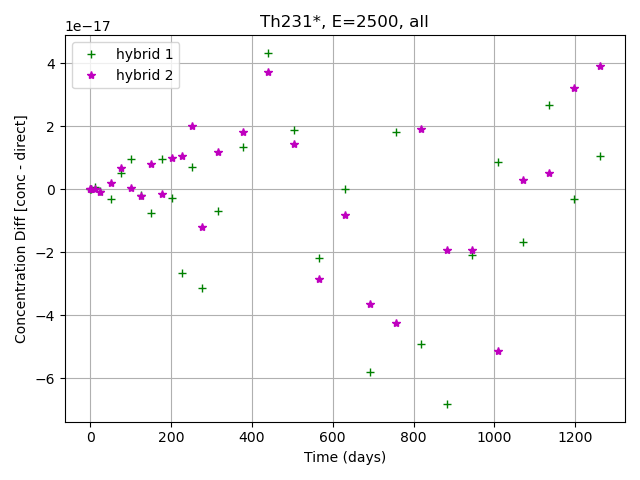 Th231*, E=2500, all
1e−17
hybrid 1
hybrid 2
Concentration Diff [conc - direct]
4
2
0
−2
−4
−6
0 200 400 600 800 1000 1200
Time (days)